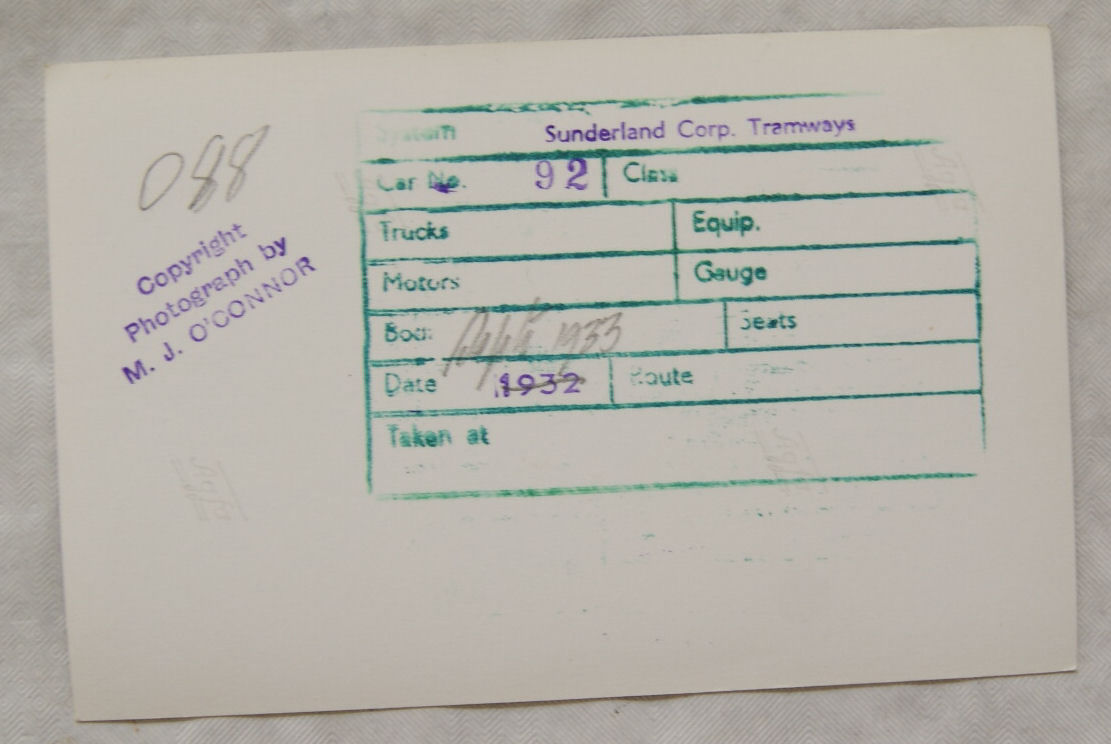 088
Copyright
Photograph by
M. J. O'CONNOR
System Sunderland Corp. Tramways
Car No. 92 Class
Trucks Equip.
Motors Gauge
Body Sept 1933 Seats
Date 1932 Route
Taken at